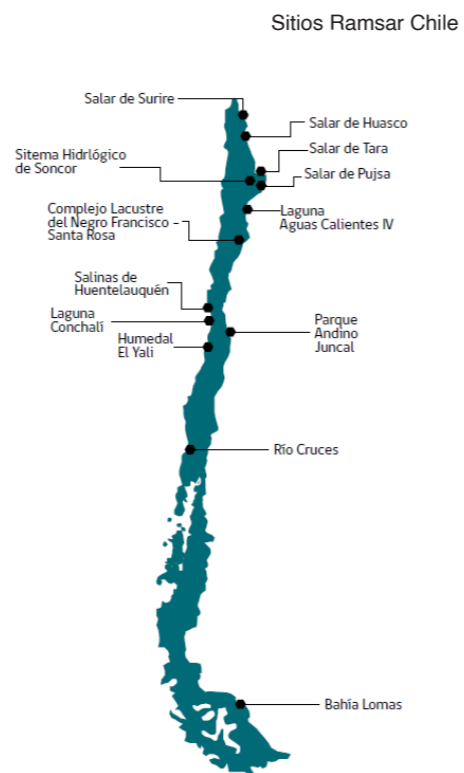 Sitios Ramsar Chile
Salar de Surire
Salar de Huasco
Salar de Tara
Sitema Hidrlógico
de Soncor
Salar de Pujsa
Complejo Lacustre
del Negro Francisco –
Santa Rosa
Laguna
Aguas Calientes IV
Salinas de
Huentelauquén
Laguna
Conchalí
Parque
Andino
Juncal
Humedal
El Yali
Río Cruces
Bahía Lomas